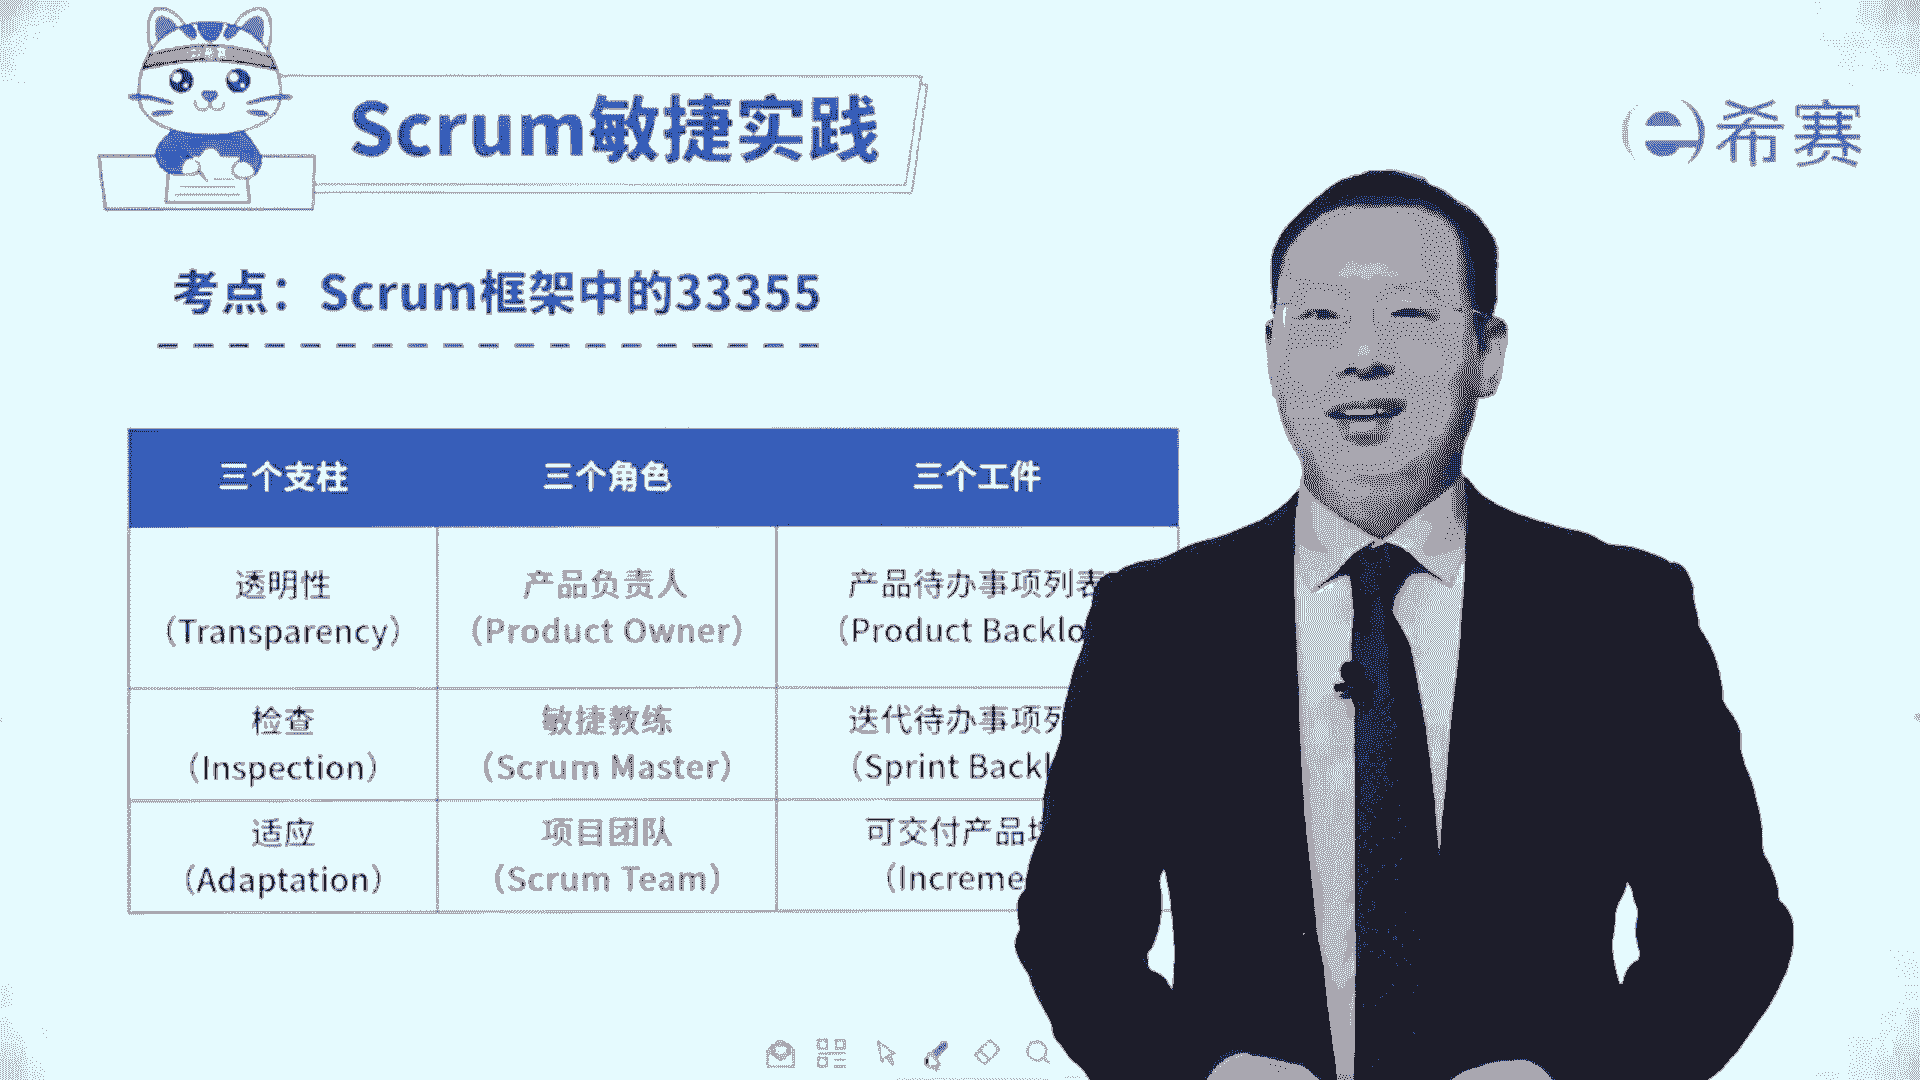 Scrum敏捷实践
希赛
考点：Scrum框架中的33355
三个支柱
三个角色
三个工件
透明性
（Transparency）
产品负责人
（Product Owner）
产品待办事项列表
（Product Backlo
检查
（Inspection）
敏捷教练
（Scrum Master）
迭代待办事项列
（Sprint Backl
适应
（Adaptation）
项目团队
（Scrum Team）
可交付产品增
（Increme